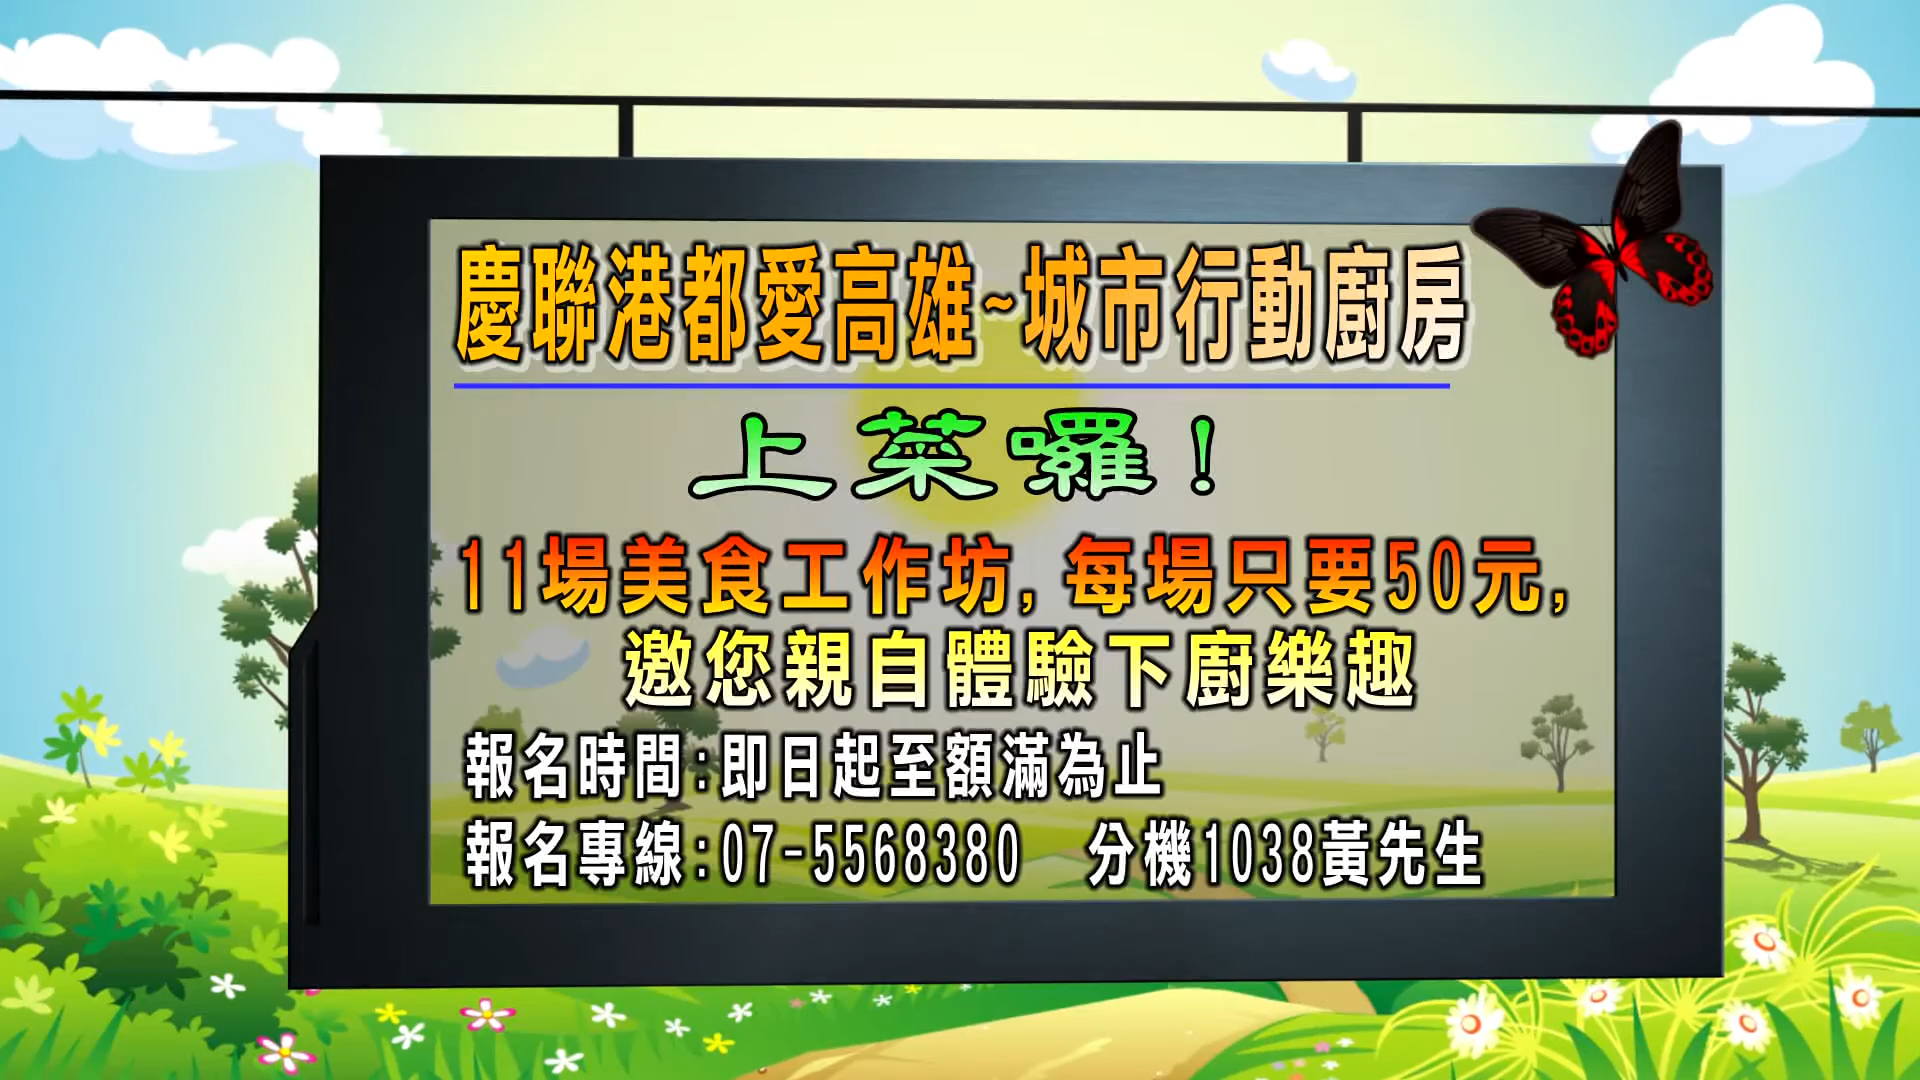 慶聯港都愛高雄~城市行動廚房
上菜囉!
11場美食工作坊,每場只要50元,
邀您親自體驗下廚樂趣
報名時間:即日起至額滿為止
報名專線:07-5568380 分機1038黃先生